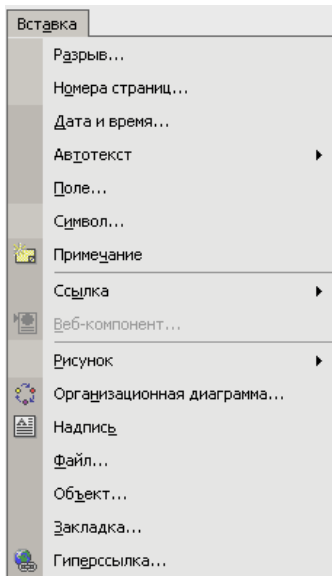 Вставка
Разрыв...
Номера страниц...
Дата и время...
Автотекст
Поле...
Символ...
Примечание
Ссылка
Веб-компонент...
Рисунок
Организационная диаграмма...
Надпись
Файл...
Объект...
Закладка...
Гиперссылка...